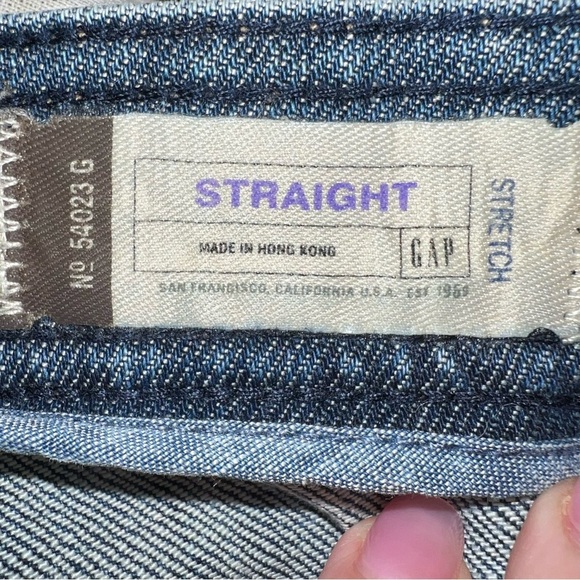 Nº 54023 G
STRAIGHT
MADE IN HONG KONG
GAP
STRETCH
SAN FRANCISCO, CALIFORNIA U.S.A. EST 1969